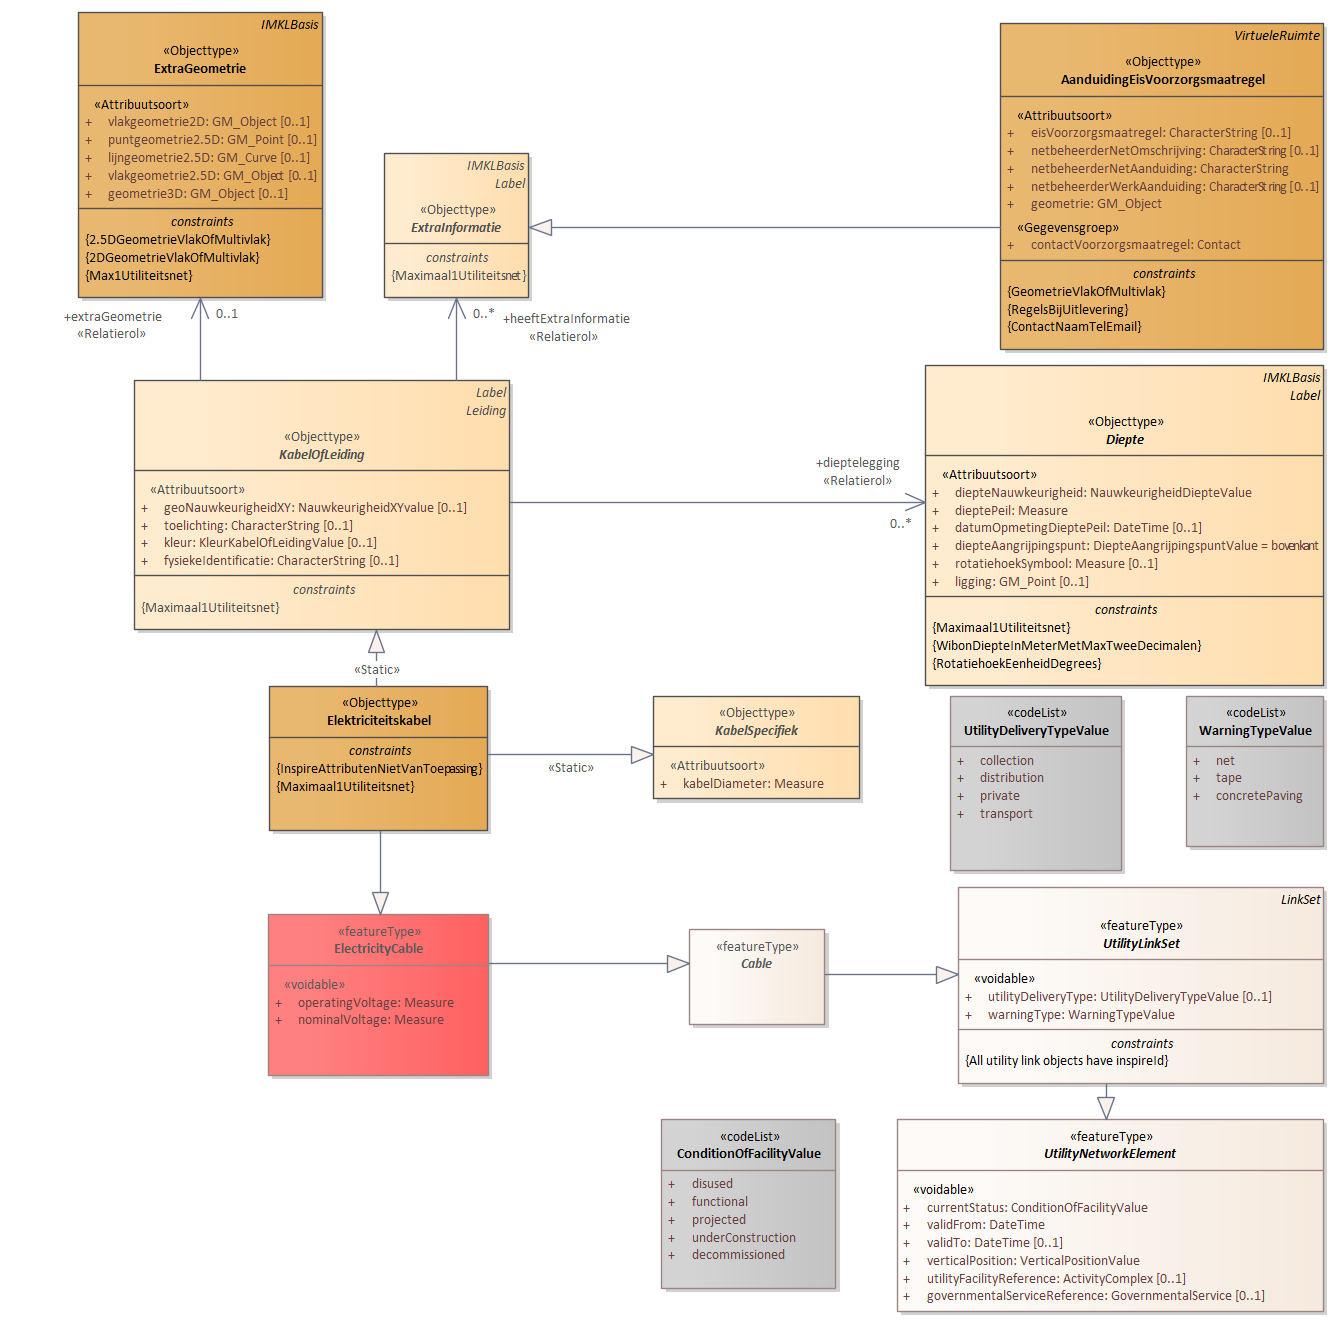 IMKLBasis
«Objecttype»
ExtraGeometrie
«Attribuutsoort»
+ vlakgeometrie2D: GM_Object [0..1]
+ puntgeometrie2.5D: GM_Point [0..1]
+ lijngeometrie2.5D: GM_Curve [0..1]
+ vlakgeometrie2.5D: GM_Object [0..1]
+ geometrie3D: GM_Object [0..1]
constraints
{2.5DGeometrieVlakOfMultivlak}
{2DGeometrieVlakOfMultivlak}
{Max1Utiliteitsnet}
IMKLBasis
Label
«Objecttype»
ExtraInformatie
constraints
{Maximaal1Utiliteitsnet}
VirtueleRuimte
«Objecttype»
AanduidingEisVoorzorgsmaatregel
«Attribuutsoort»
+ eisVoorzorgsmaatregel: CharacterString [0..1]
+ netbeheerderNetOmschrijving: CharacterString [0..1]
+ netbeheerderNetAanduiding: CharacterString
+ netbeheerderWerkAanduiding: CharacterString [0..1]
+ geometrie: GM_Object
«Gegevensgroep»
+ contactVoorzorgsmaatregel: Contact
constraints
{GeometrieVlakOfMultivlak}
{RegelsBijUitlevering}
{ContactNaamTelEmail}
+extraGeometrie
«Relatierol»
0..1
0..*
+heeftExtraInformatie
«Relatierol»
Label
Leiding
«Objecttype»
KabelOfLeiding
«Attribuutsoort»
+ geoNauwkeurigheidXY: NauwkeurigheidXYvalue [0..1]
+ toelichting: CharacterString [0..1]
+ kleur: KleurKabelOfLeidingValue [0..1]
+ fysiekeIdentificatie: CharacterString [0..1]
constraints
{Maximaal1Utiliteitsnet}
+dieptelegging
«Relatierol»
0..*
IMKLBasis
Label
«Objecttype»
Diepte
«Attribuutsoort»
+ diepteNauwkeurigheid: NauwkeurigheidDiepteValue
+ dieptePeil: Measure
+ datumOpmetingDieptePeil: DateTime [0..1]
+ diepteAangrijpingspunt: DiepteAangrijpingspuntValue = bovenkant
+ rotatiehoekSymbool: Measure [0..1]
+ ligging: GM_Point [0..1]
constraints
{Maximaal1Utiliteitsnet}
{WibonDiepteInMeterMetMaxTweeDecimalen}
{RotatiehoekEenheidDegrees}
«Static»
«Objecttype»
Elektriciteitskabel
constraints
{InspireAttributenNietVanToepassing}
{Maximaal1Utiliteitsnet}
«Static»
«Objecttype»
KabelSpecifiek
«Attribuutsoort»
+ kabelDiameter: Measure
«codeList»
UtilityDeliveryTypeValue
+ collection
+ distribution
+ private
+ transport
«codeList»
WarningTypeValue
+ net
+ tape
+ concretePaving
«featureType»
ElectricityCable
«voidable»
+ operatingVoltage: Measure
+ nominalVoltage: Measure
«featureType»
Cable
LinkSet
«featureType»
UtilityLinkSet
«voidable»
+ utilityDeliveryType: UtilityDeliveryTypeValue [0..1]
+ warningType: WarningTypeValue
constraints
{All utility link objects have inspireId}
«codeList»
ConditionOfFacilityValue
+ disused
+ functional
+ projected
+ underConstruction
+ decommissioned
«featureType»
UtilityNetworkElement
«voidable»
+ currentStatus: ConditionOfFacilityValue
+ validFrom: DateTime
+ validTo: DateTime [0..1]
+ verticalPosition: VerticalPositionValue
+ utilityFacilityReference: ActivityComplex [0..1]
+ governmentalServiceReference: GovernmentalService [0..1]